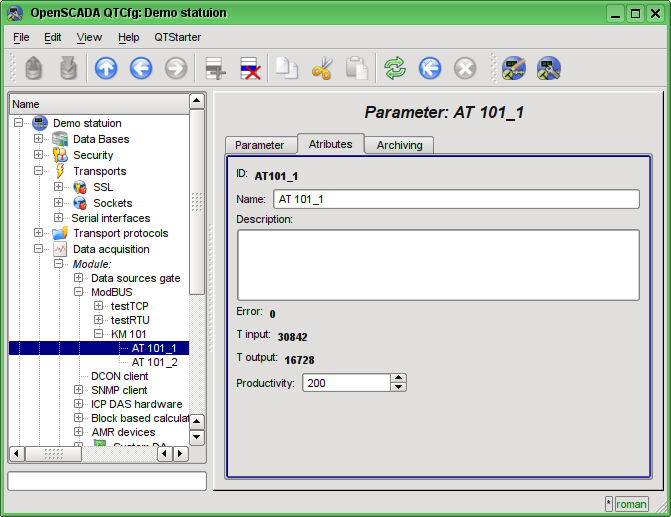 OpenSCADA QTCfg: Demo statuion
File Edit View Help QTStarter
Name
Demo statuion
Data Bases
Security
Transports
SSL
Sockets
Serial interfaces
Transport protocols
Data acquisition
Module:
Data sources gate
ModBUS
testTCP
testRTU
KM 101
AT 101_1
AT 101_2
DCON client
SNMP client
ICP DAS hardware
Block based calculat
AMR devices
System DA
Parameter: AT 101_1
Parameter Atributes Archiving
ID: AT101_1
Name: AT 101_1
Description:
Error: 0
T input: 30842
T output: 16728
Productivity: 200
* roman